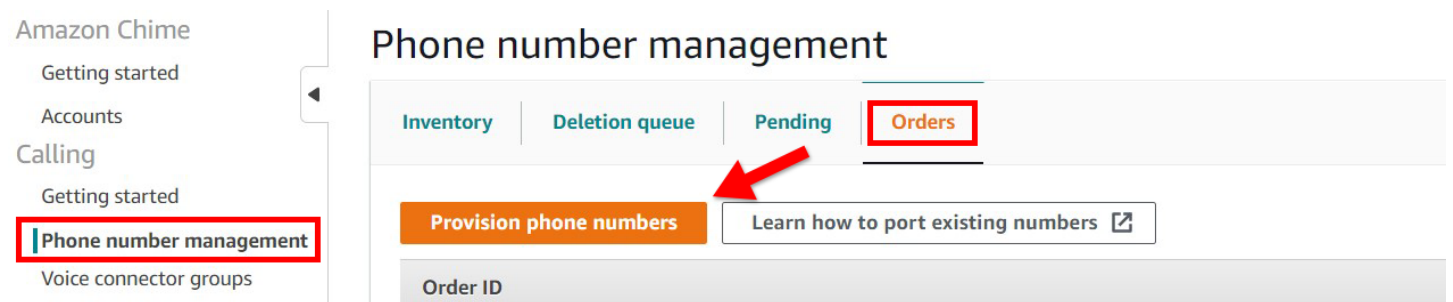 Amazon Chime
Getting started
Accounts
Calling
Getting started
Phone number management
Voice connector groups
Phone number management
Inventory
Deletion queue
Pending
Orders
Provision phone numbers
Learn how to port existing numbers
Order ID